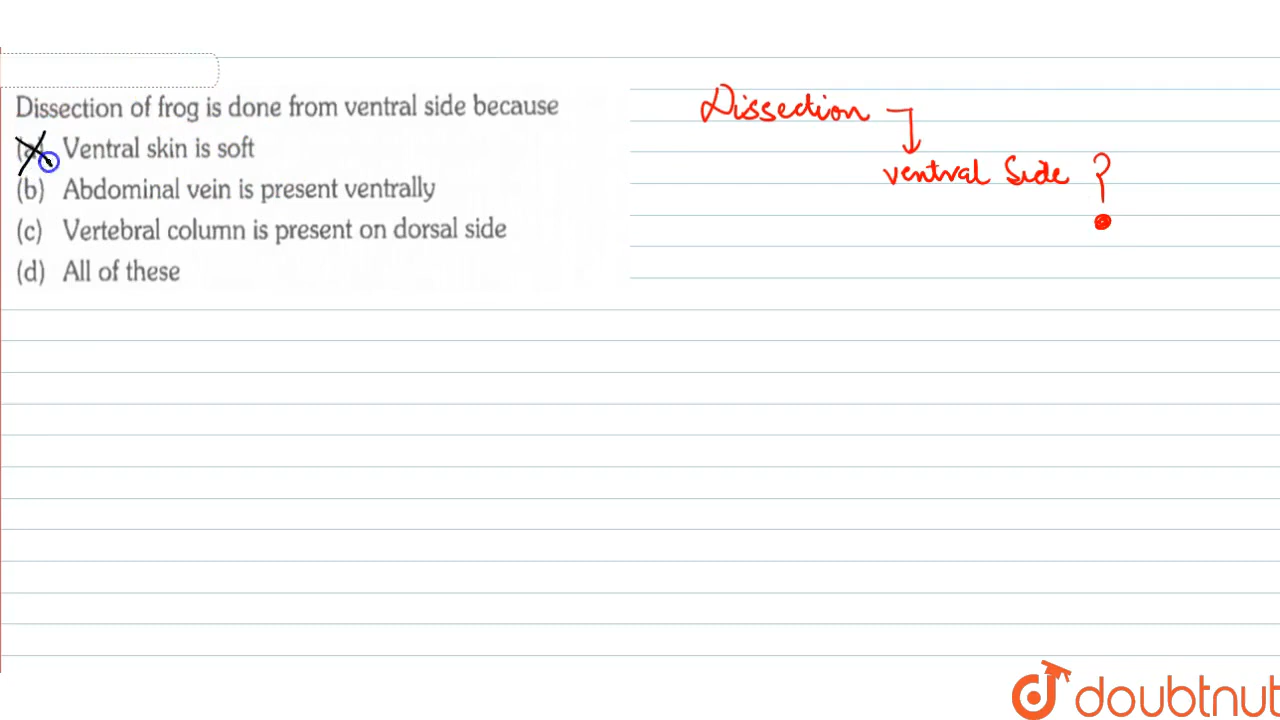 Dissection of frog is done from ventral side because
(a) Ventral skin is soft
(b) Abdominal vein is present ventrally
(c) Vertebral column is present on dorsal side
(d) All of these
Dissection
ventral Side ?
doubtnut